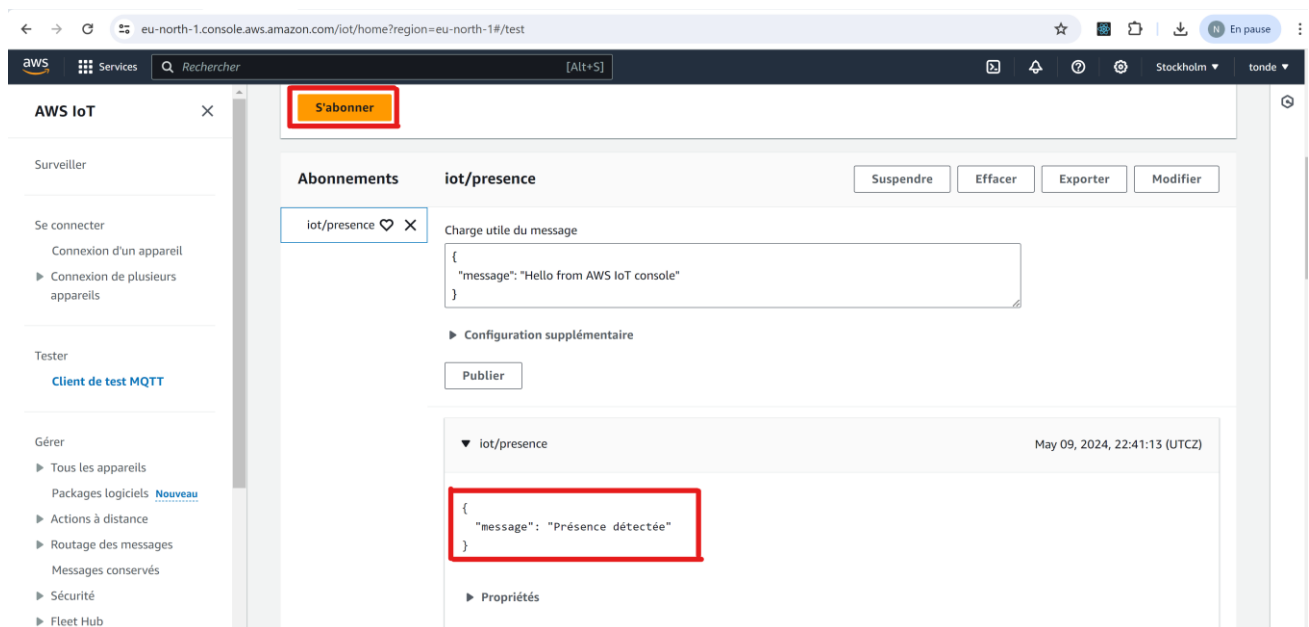 eu-north-1.console.aws.amazon.com/iot/home?region=eu-north-1#/test
N En pause
aws Services Rechercher [Alt+S] Stockholm ▼ tonde ▼
AWS IoT
Surveiller
Se connecter
Connexion d'un appareil
Connexion de plusieurs
appareils
Tester
Client de test MQTT
Gérer
Tous les appareils
Packages logiciels Nouveau
Actions à distance
Routage des messages
Messages conservés
Sécurité
Fleet Hub
S'abonner
Abonnements
iot/presence
iot/presence
Suspendre Effacer Exporter Modifier
Charge utile du message
{
"message": "Hello from AWS IoT console"
}
Configuration supplémentaire
Publier
iot/presence May 09, 2024, 22:41:13 (UTCZ)
{
"message": "Présence détectée"
}
Propriétés